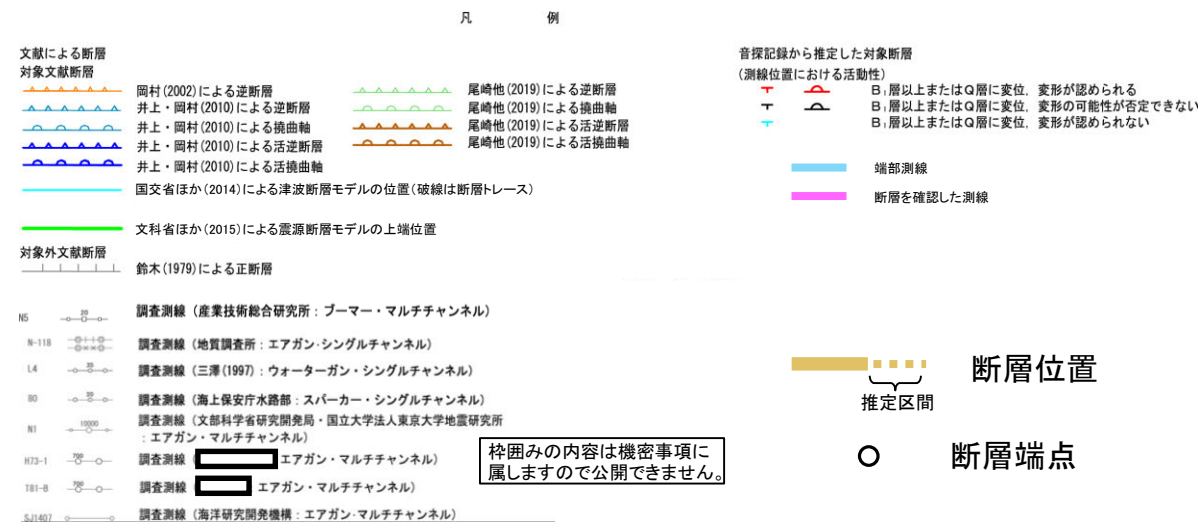 凡 例
文献による断層
対象文献断層
岡村(2002)による逆断層
井上・岡村(2010)による逆断層
井上・岡村(2010)による撓曲軸
井上・岡村(2010)による活逆断層
井上・岡村(2010)による活撓曲軸
尾崎他(2019)による逆断層
尾崎他(2019)による撓曲軸
尾崎他(2019)による活逆断層
尾崎他(2019)による活撓曲軸
国交省ほか(2014)による津波断層モデルの位置(破線は断層トレース)
文科省ほか(2015)による震源断層モデルの上端位置
対象外文献断層
鈴木(1979)による正断層
N5 20 調査測線(産業技術総合研究所:ブーマー・マルチチャンネル)
N-118 調査測線(地質調査所:エアガン・シングルチャンネル)
L4 20 調査測線(三澤(1997):ウォーターガン・シングルチャンネル)
80 20 調査測線(海上保安庁水路部:スパーカー・シングルチャンネル)
N1 10000 調査測線(文部科学省研究開発局・国立大学法人東京大学地震研究所
:エアガン・マルチチャンネル)
H73-1 700 調査測線( エアガン・マルチチャンネル)
T81-B 700 調査測線( エアガン・マルチチャンネル)
SJ1407 調査測線(海洋研究開発機構:エアガン・マルチチャンネル)
音探記録から推定した対象断層
(測線位置における活動性)
B₁層以上またはQ層に変位,変形が認められる
B₁層以上またはQ層に変位,変形の可能性が否定できない
B₁層以上またはQ層に変位,変形が認められない
端部測線
断層を確認した測線
断層位置
推定区間
断層端点
枠囲みの内容は機密事項に
属しますので公開できません。